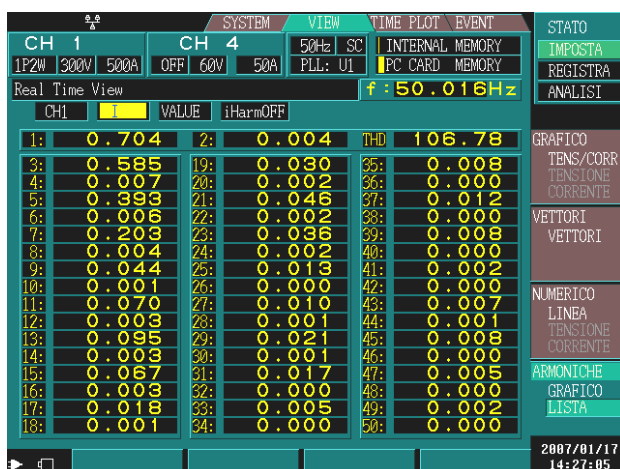 SYSTEM VIEW TIME PLOT EVENT
CH 1 CH 4 50Hz SC INTERNAL MEMORY
1P2W 300V 500A OFF 60V 50A PLL: U1 PC CARD MEMORY
Real Time View f:50.016Hz
CH1 I VALUE iHarmOFF
1: 0.704 2: 0.004 THD 106.78
3: 0.585 19: 0.030 35: 0.008
4: 0.007 20: 0.002 36: 0.000
5: 0.393 21: 0.046 37: 0.012
6: 0.006 22: 0.002 38: 0.000
7: 0.203 23: 0.036 39: 0.008
8: 0.004 24: 0.002 40: 0.000
9: 0.044 25: 0.013 41: 0.002
10: 0.001 26: 0.000 42: 0.000
11: 0.070 27: 0.010 43: 0.007
12: 0.003 28: 0.001 44: 0.001
13: 0.095 29: 0.021 45: 0.008
14: 0.003 30: 0.001 46: 0.000
15: 0.067 31: 0.017 47: 0.005
16: 0.003 32: 0.000 48: 0.000
17: 0.018 33: 0.005 49: 0.002
18: 0.001 34: 0.000 50: 0.000
STATO
IMPOSTA
REGISTRA
ANALISI
GRAFICO
TENS/CORR
TENSIONE
CORRENTE
VETTORI
VETTORI
NUMERICO
LINEA
TENSIONE
CORRENTE
ARMONICHE
GRAFICO
LISTA
2007/01/17
14:27:05